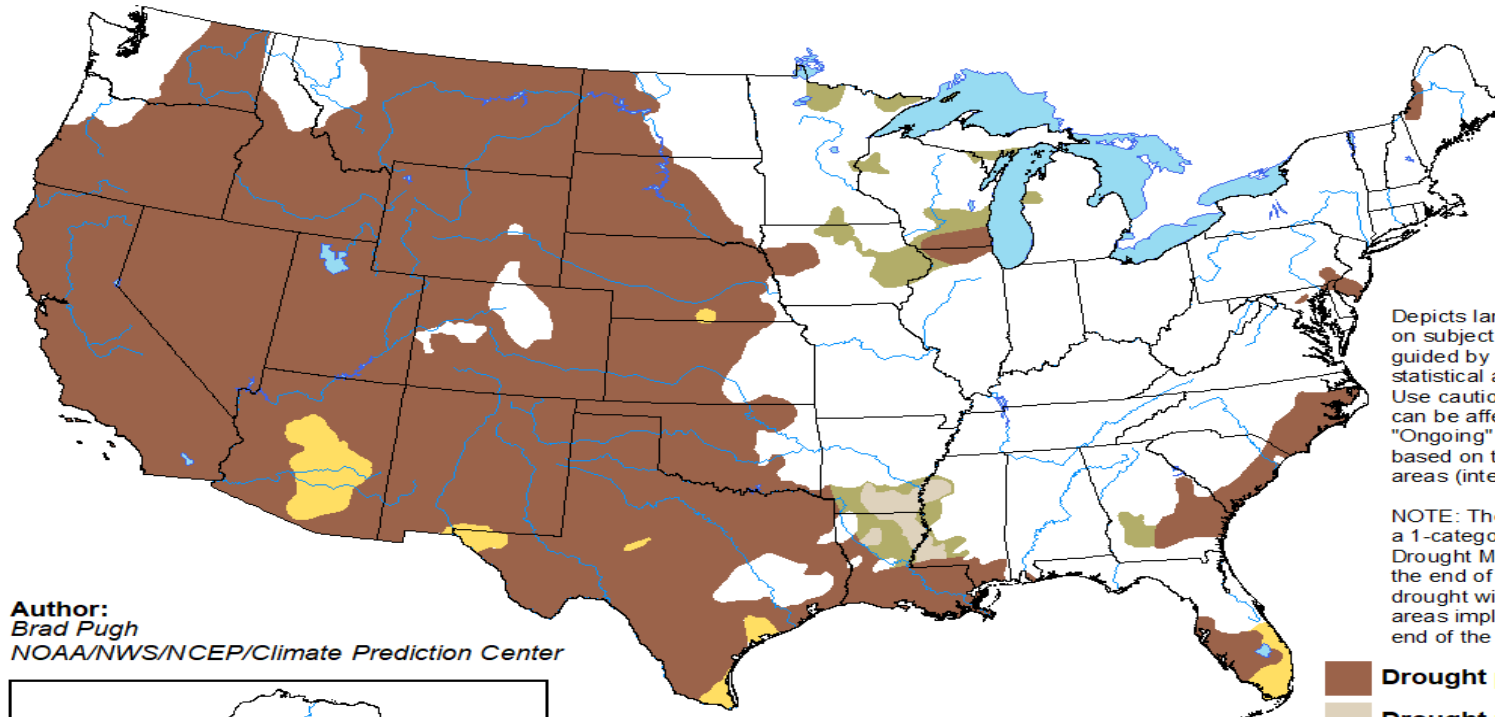 Depicts lar
on subject
guided by
statistical a
Use cautio
can be affe
"Ongoing"
based on t
areas (inte
NOTE: The
a 1-catego
Drought M
the end of
drought wi
areas impl
end of the
Author:
Brad Pugh
NOAA/NWS/NCEP/Climate Prediction Center
Drought